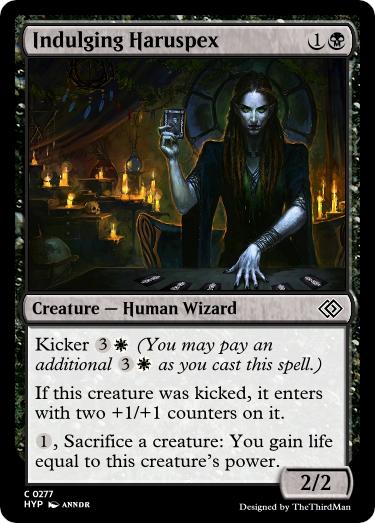 Indulging Haruspex 1
Creature — Human Wizard
Kicker 3 (You may pay an
additional 3 as you cast this spell.)
If this creature was kicked, it enters
with two +1/+1 counters on it.
1, Sacrifice a creature: You gain life
equal to this creature's power.
2/2
C 0277
HYP ANNDR
Designed by TheThirdMan